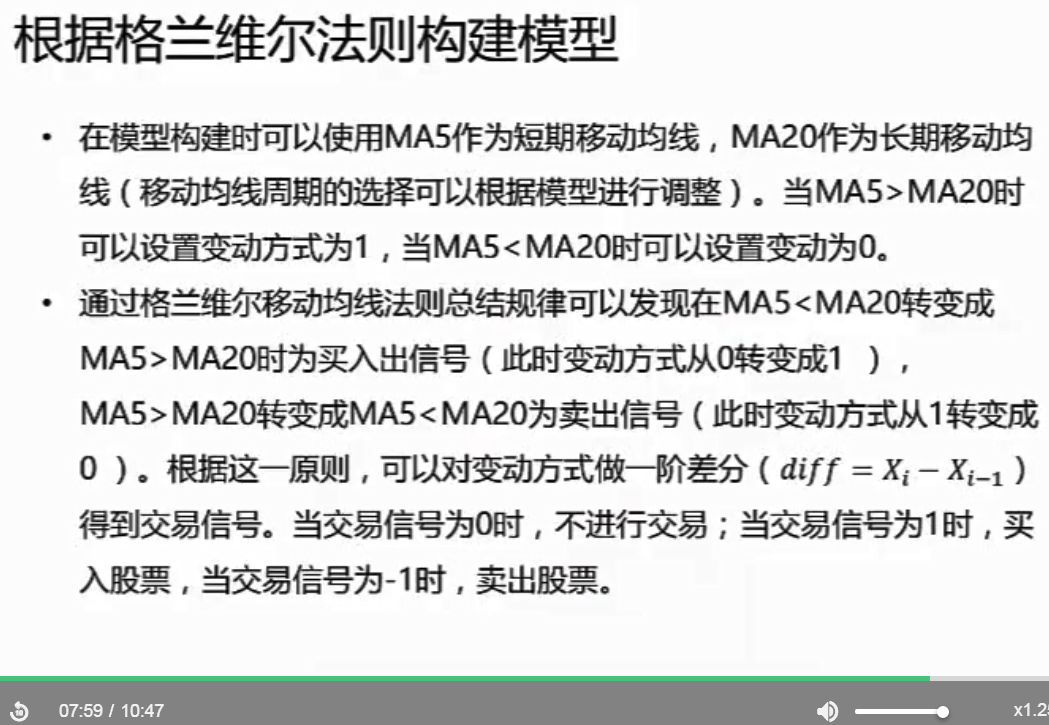 根据格兰维尔法则构建模型
• 在模型构建时可以使用MA5作为短期移动均线，MA20作为长期移动均
线（移动均线周期的选择可以根据模型进行调整）。当MA5>MA20时
可以设置变动方式为1，当MA5<MA20时可以设置变动为0。
• 通过格兰维尔移动均线法则总结规律可以发现在MA5<MA20转变成
MA5>MA20时为买入出信号（此时变动方式从0转变成1 ），
MA5>MA20转变成MA5<MA20为卖出信号（此时变动方式从1转变成
0 ）。根据这一原则，可以对变动方式做一阶差分（diff = Xᵢ − Xᵢ₋₁）
得到交易信号。当交易信号为0时，不进行交易；当交易信号为1时，买
入股票，当交易信号为-1时，卖出股票。
07:59 / 10:47
x1.25